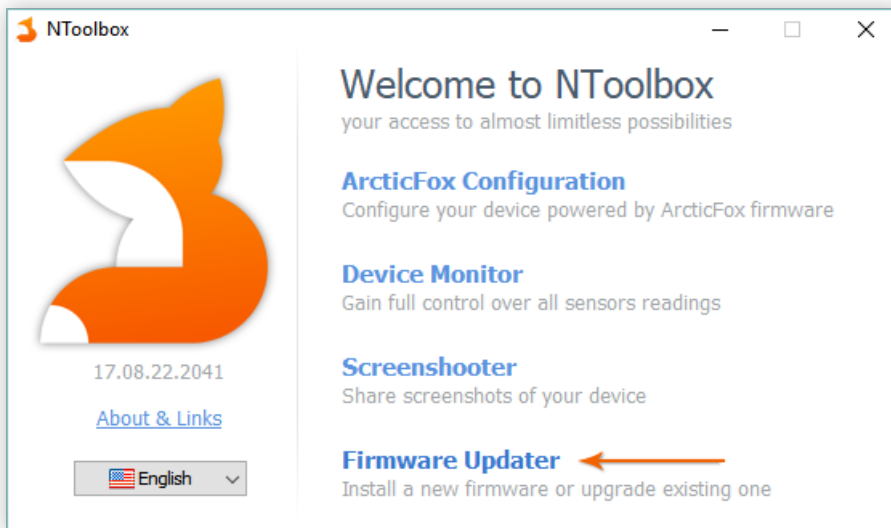 NToolbox
Welcome to NToolbox
your access to almost limitless possibilities
ArcticFox Configuration
Configure your device powered by ArcticFox firmware
Device Monitor
Gain full control over all sensors readings
Screenshooter
Share screenshots of your device
Firmware Updater
Install a new firmware or upgrade existing one
17.08.22.2041
About & Links
English